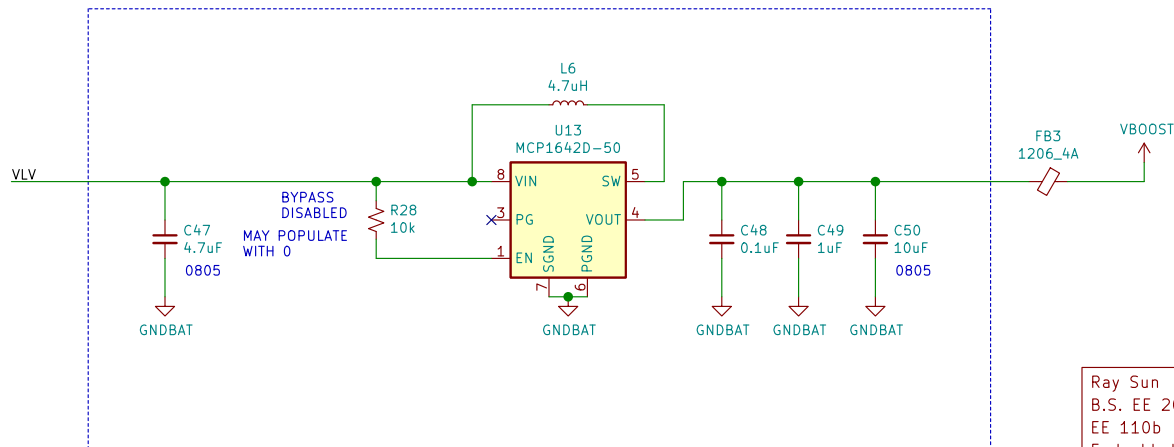 L6
4.7uH
U13
MCP1642D-50
FB3
1206_4A
VBOOST
VLV
8
VIN
SW
5
BYPASS
DISABLED
R28
10k
3
PG
VOUT
4
MAY POPULATE
WITH 0
C47
4.7uF
0805
1
EN
SGND
PGND
7
6
C48
0.1uF
C49
1uF
C50
10uF
0805
GNDBAT
GNDBAT
GNDBAT
GNDBAT
GNDBAT
Ray Sun
B.S. EE
EE 110b